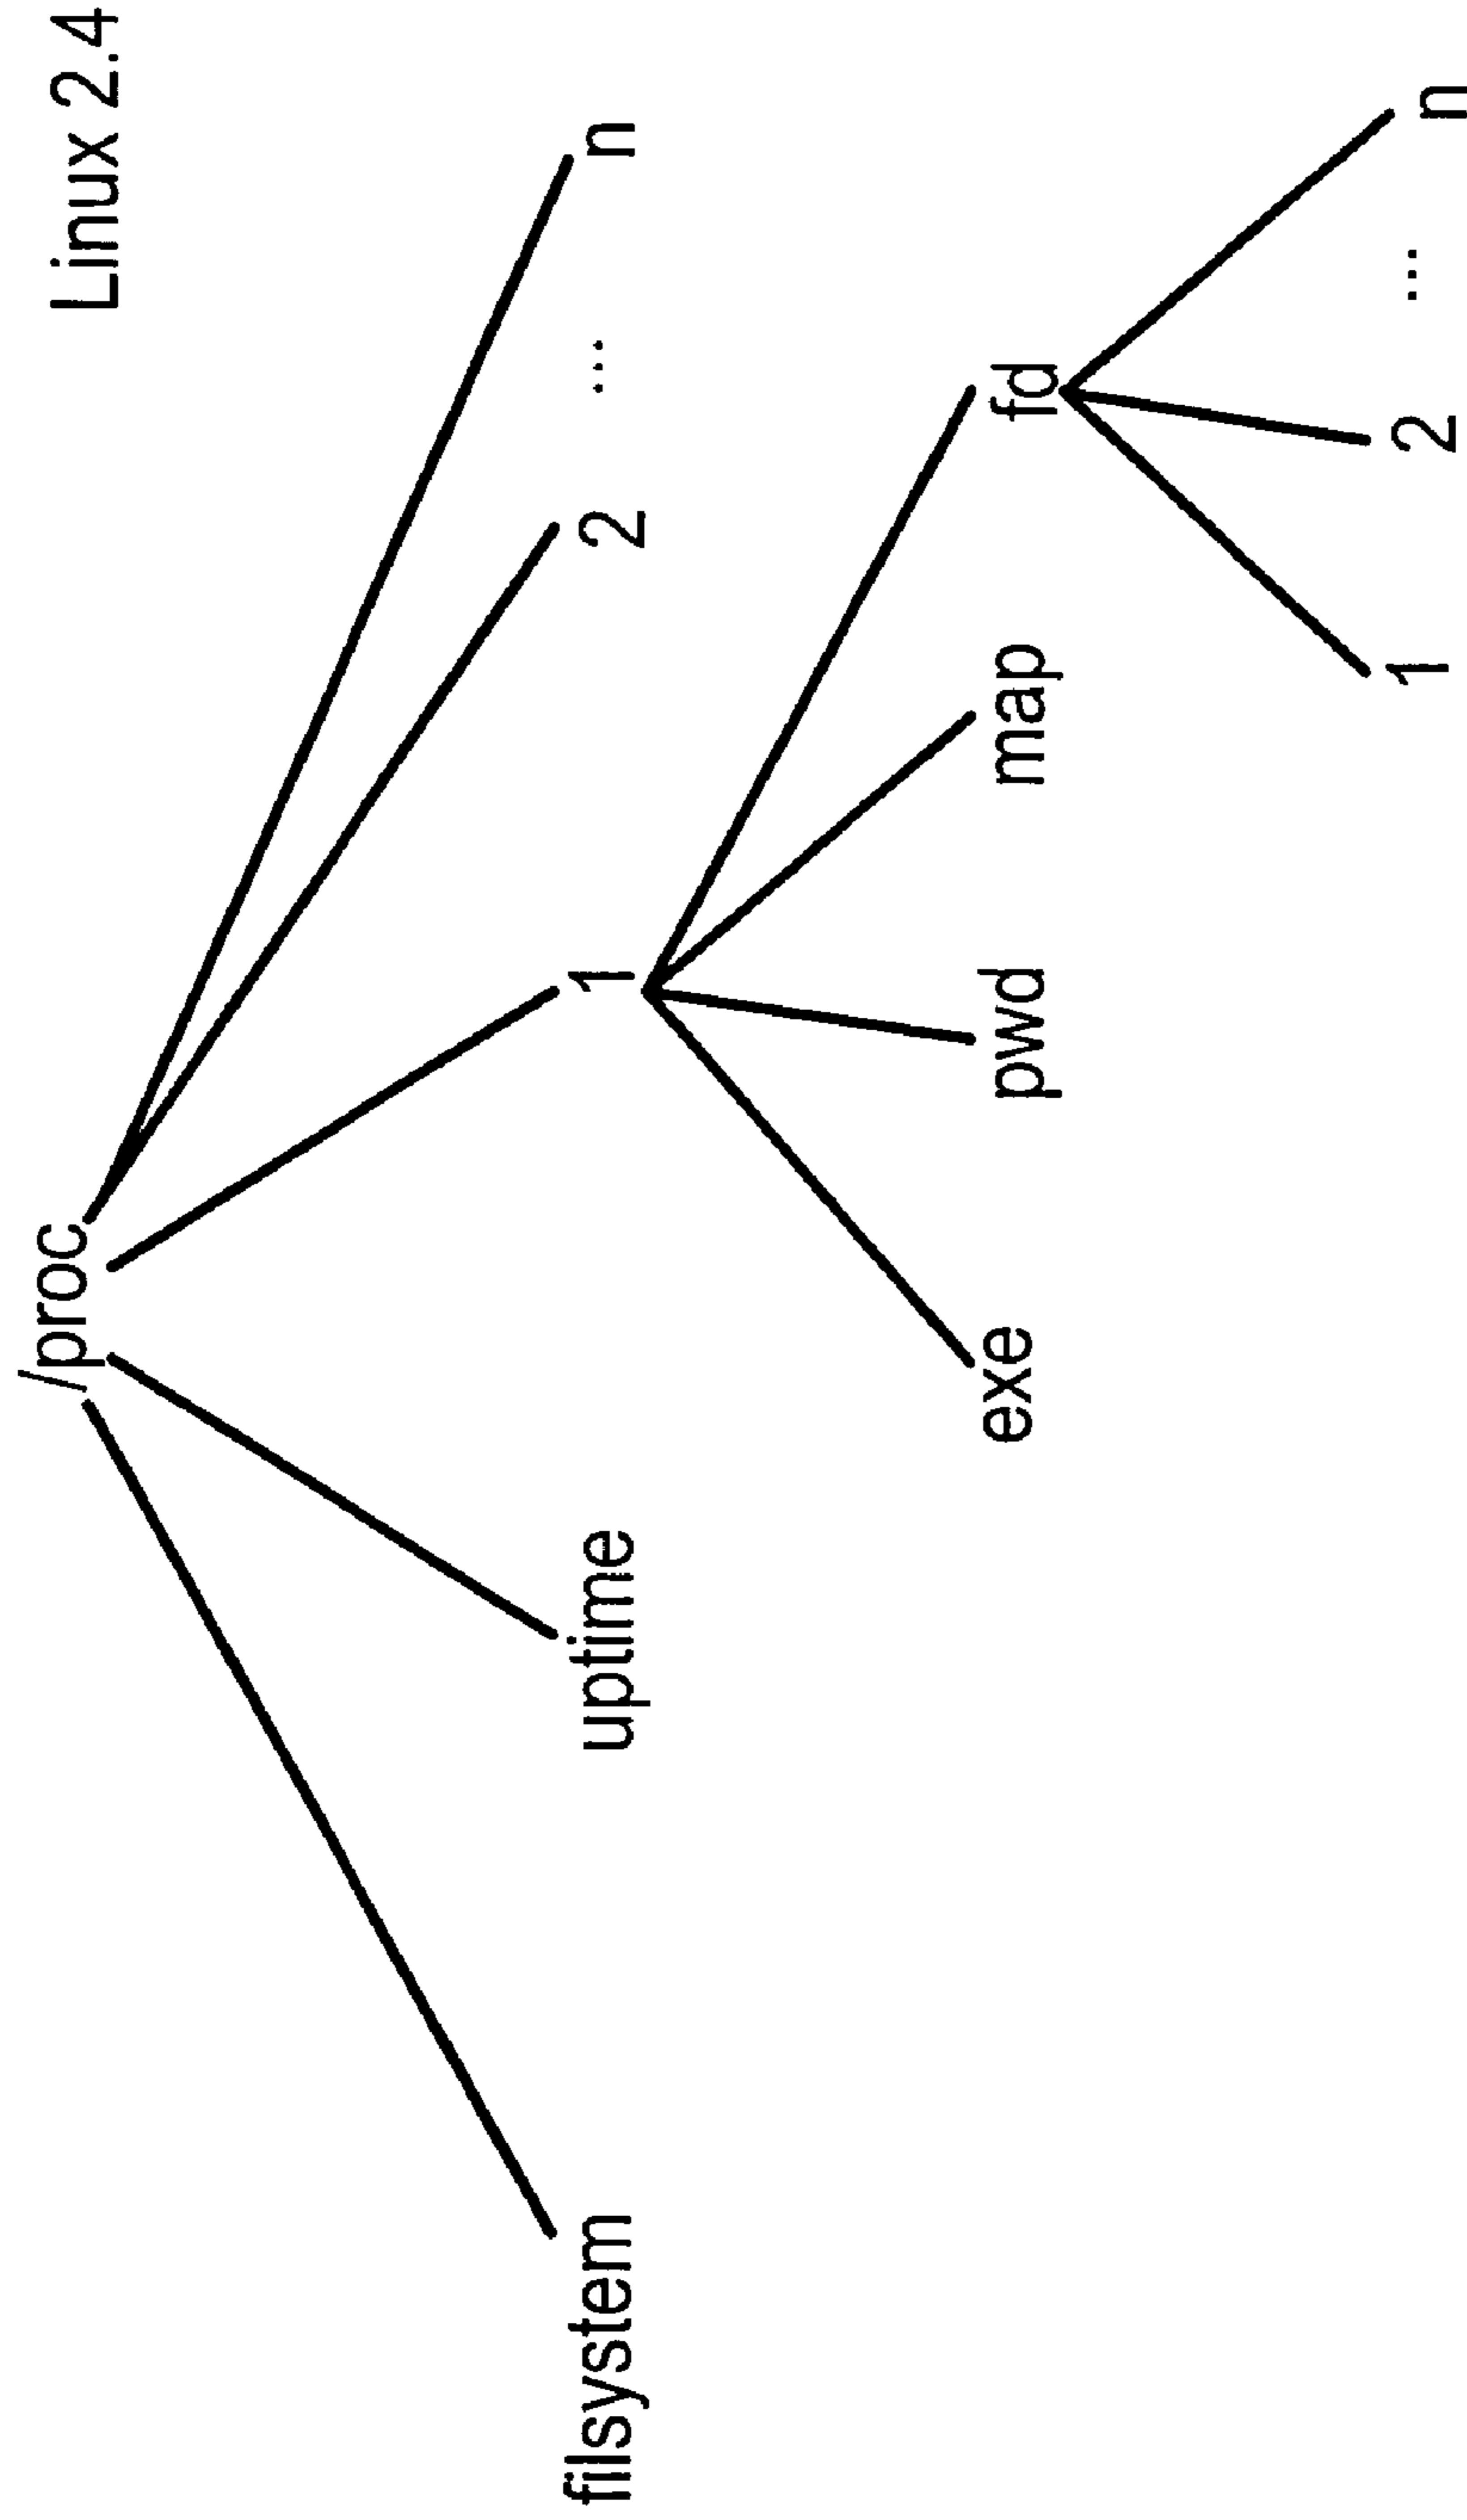 Linux 2.4
/proc
filsystem
uptime
1
2
...
n
exe
pwd
map
fd
1
2
...
n